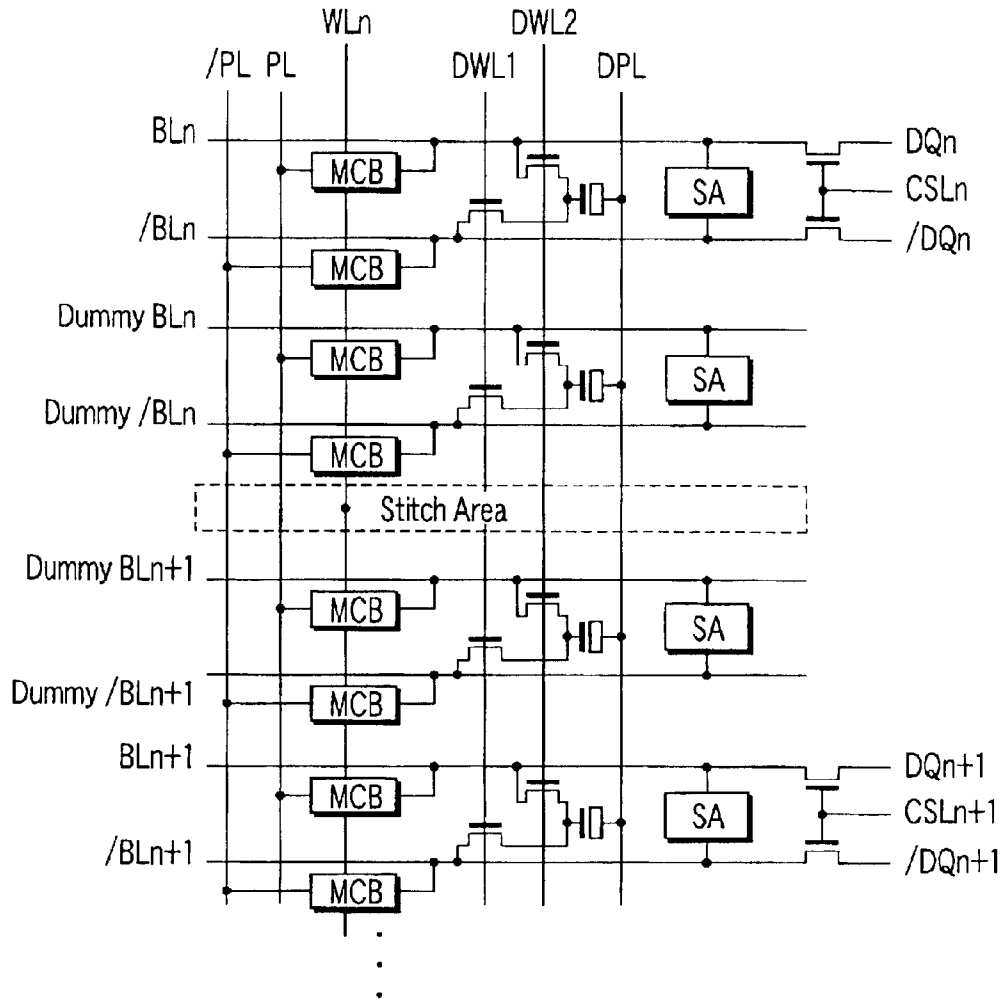 WLn DWL2
/PL PL DWL1 DPL
BLn DQn
MCB SA CSLn
/BLn /DQn
MCB
Dummy BLn
MCB SA
Dummy /BLn
MCB
Stitch Area
Dummy BLn+1
MCB SA
Dummy /BLn+1
MCB
BLn+1 DQn+1
MCB SA CSLn+1
/BLn+1 /DQn+1
MCB